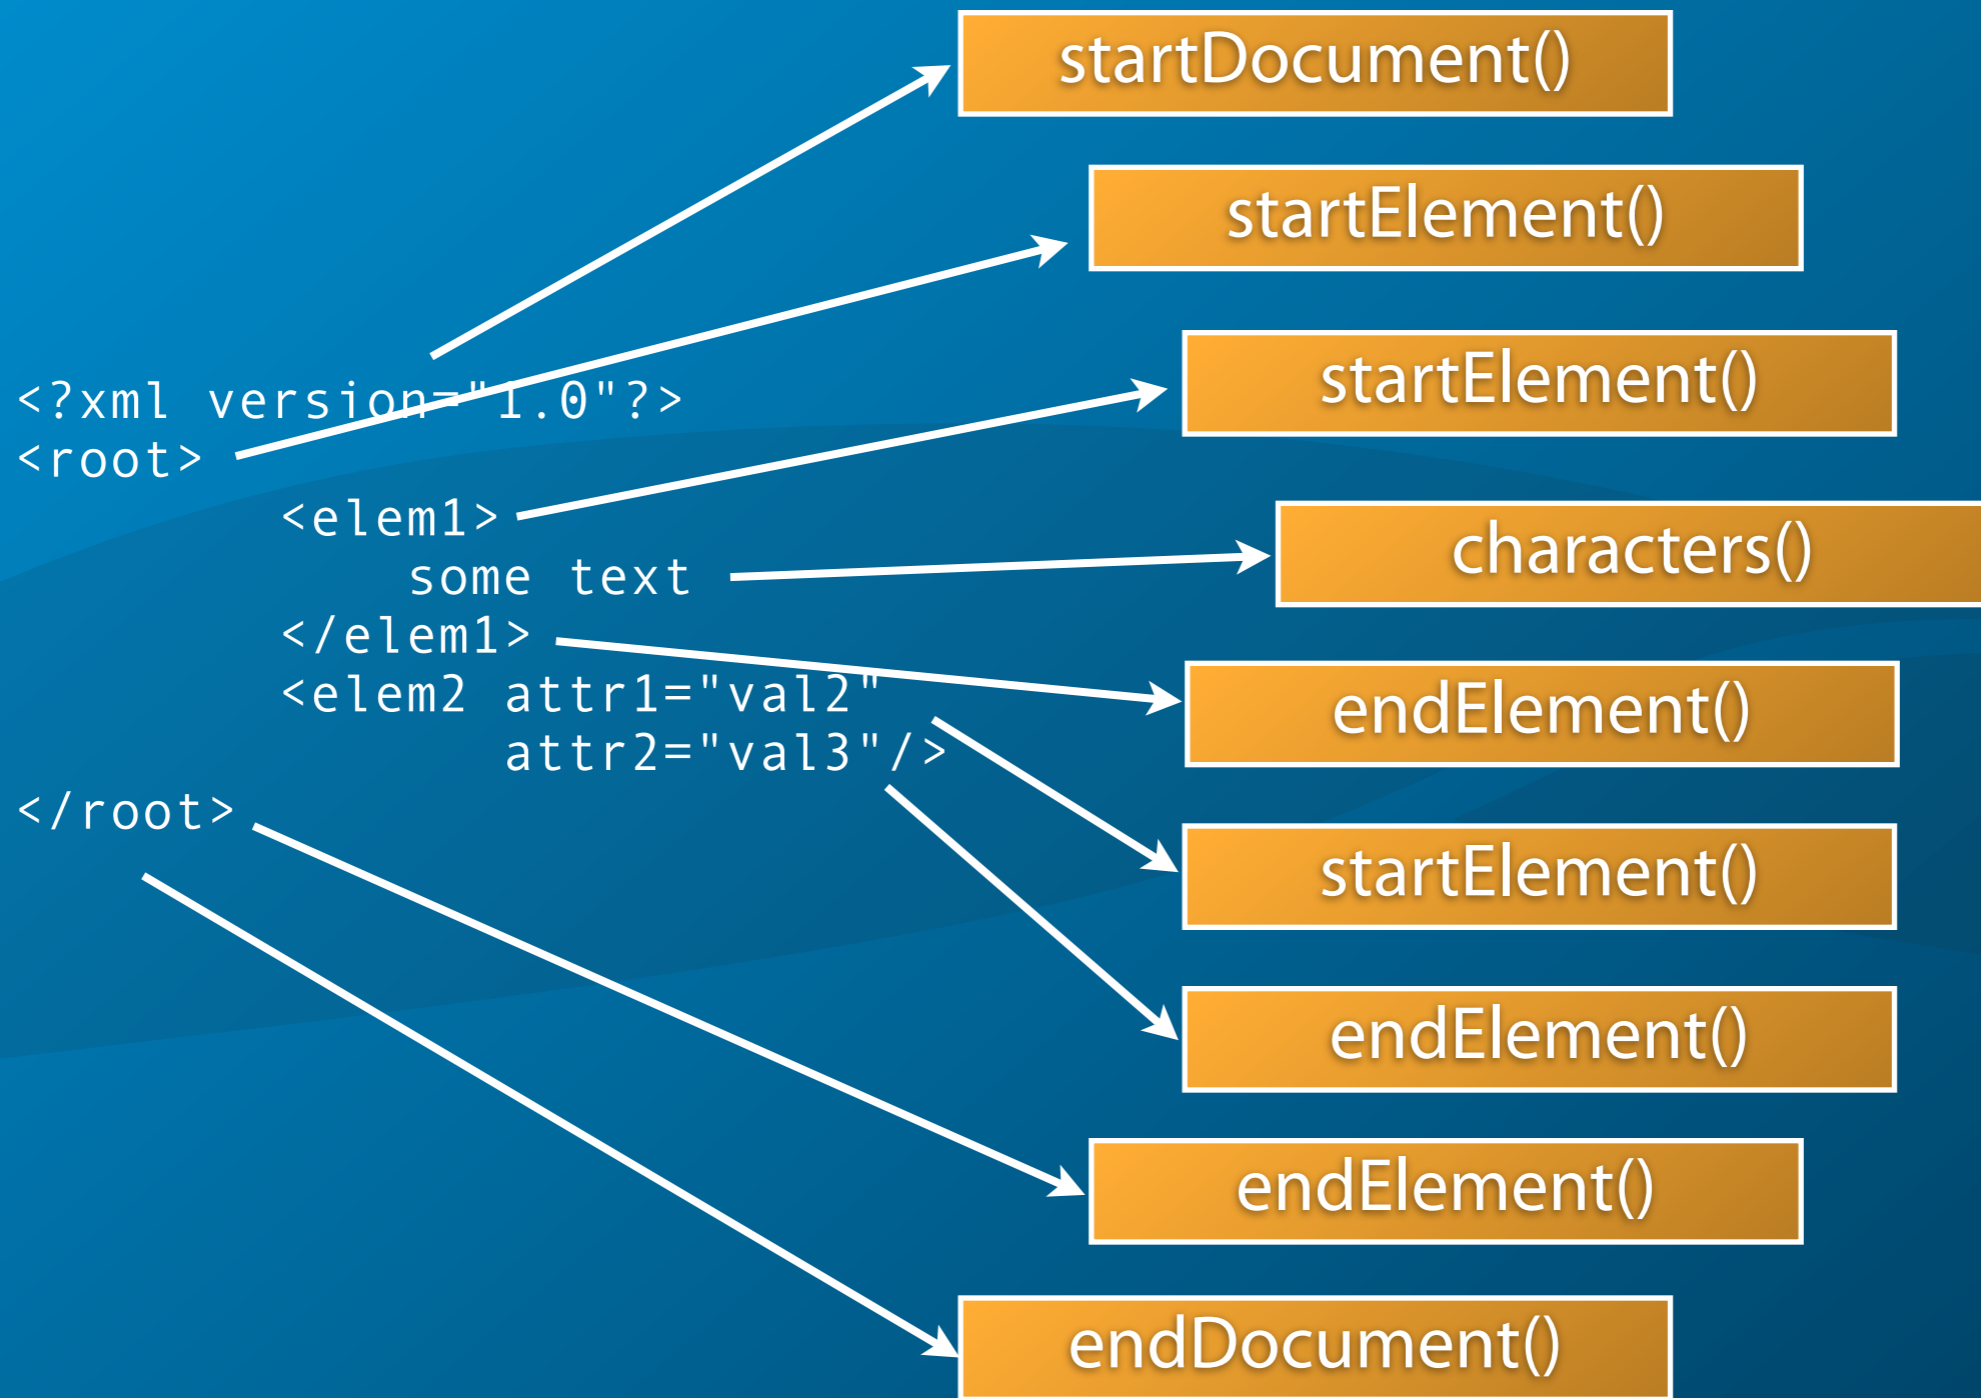 startDocument()
startElement()
startElement()
<?xml version="1.0"?>
<root>
<elem1>
some text
</elem1>
<elem2 attr1="val2"
attr2="val3"/>
</root>
characters()
endElement()
startElement()
endElement()
endElement()
endDocument()